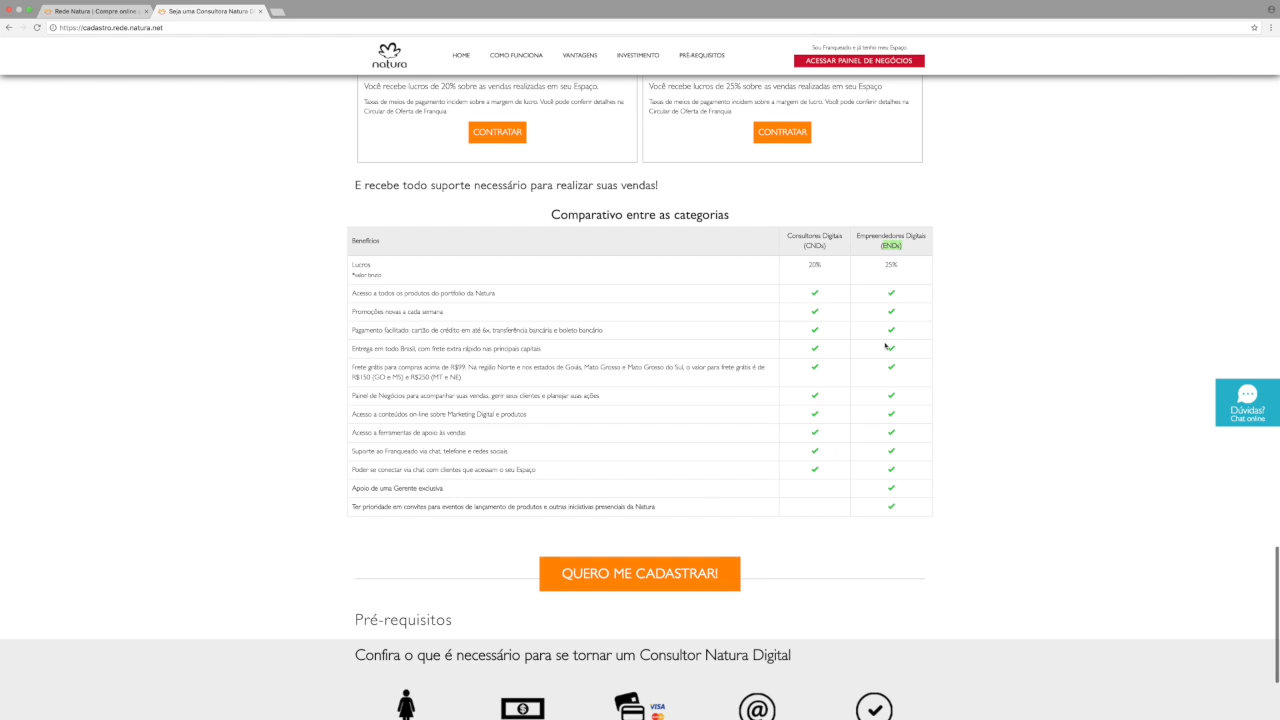 Rede Natura | Compre online
Seja uma Consultora Natura D
https://cadastro.rede.natura.net
natura
HOME
COMO FUNCIONA
VANTAGENS
INVESTIMENTO
PRÉ-REQUISITOS
Sou Franqueado e já tenho meu Espaço
ACESSAR PAINEL DE NEGÓCIOS
Você recebe lucros de 20% sobre as vendas realizadas em seu Espaço.
Taxas de meios de pagamento incidem sobre a margem de lucro. Você pode conferir detalhes na
Circular de Oferta de Franquia
CONTRATAR
Você recebe lucros de 25% sobre as vendas realizadas em seu Espaço
Taxas de meios de pagamento incidem sobre a margem de lucro. Você pode conferir detalhes na
Circular de Oferta de Franquia
CONTRATAR
E recebe todo suporte necessário para realizar suas vendas!
Comparativo entre as categorias
Benefícios
Consultores Digitais
(CNDs)
Empreendedores Digitais
(ENDs)
Lucros
*valor bruto
20%
25%
Acesso a todos os produtos do portfolio da Natura
Promoções novas a cada semana
Pagamento facilitado: cartão de crédito em até 6x, transferência bancária e boleto bancário
Entrega em todo Brasil, com frete extra rápido nas principais capitais
Frete grátis para compras acima de R$99. Na região Norte e nos estados de Goiás, Mato Grosso e Mato Grosso do Sul, o valor para frete grátis é de
R$150 (GO e MS) e R$250 (MT e NE)
Painel de Negócios para acompanhar suas vendas, gerir seus clientes e planejar suas ações
Acesso a conteúdos on-line sobre Marketing Digital e produtos
Acesso a ferramentas de apoio às vendas
Suporte ao Franqueado via chat, telefone e redes sociais
Poder se conectar via chat com clientes que acessam o seu Espaço
Apoio de uma Gerente exclusiva
Ter prioridade em convites para eventos de lançamento de produtos e outras iniciativas presenciais da Natura
Dúvidas?
Chat online
QUERO ME CADASTRAR!
Pré-requisitos
Confira o que é necessário para se tornar um Consultor Natura Digital
VISA